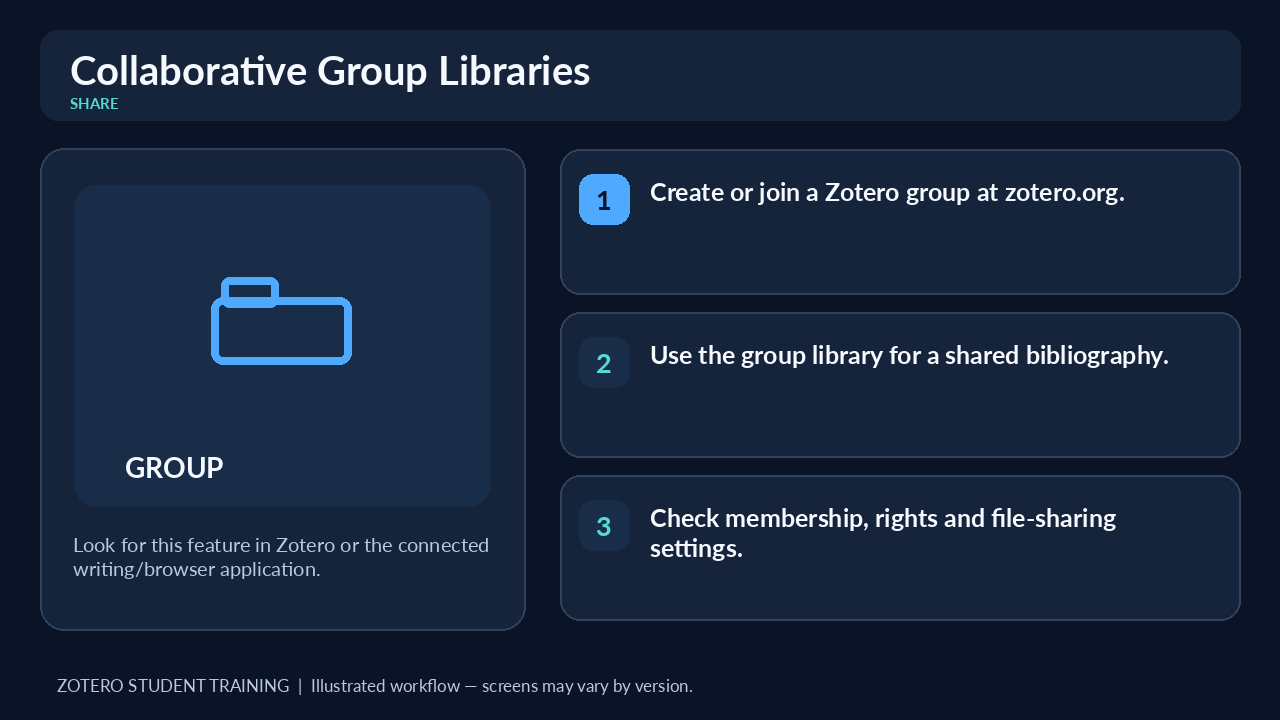 Collaborative Group Libraries
SHARE
GROUP
Look for this feature in Zotero or the connected
writing/browser application.
1
Create or join a Zotero group at zotero.org.
2
Use the group library for a shared bibliography.
3
Check membership, rights and file-sharing
settings.
ZOTERO STUDENT TRAINING | Illustrated workflow — screens may vary by version.